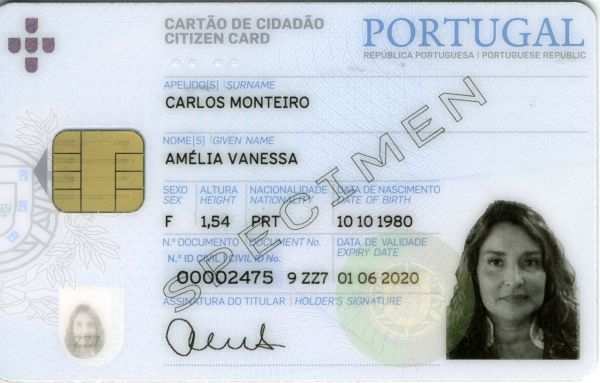 CARTÃO DE CIDADÃO
CITIZEN CARD
PORTUGAL
REPÚBLICA PORTUGUESA | PORTUGUESE REPUBLIC
APELIDO[S] SURNAME
CARLOS MONTEIRO
NOME[S] GIVEN NAME
AMÉLIA VANESSA
SEXO ALTURA NACIONALIDADE DATA DE NASCIMENTO
SEX HEIGHT NATIONALITY DATE OF BIRTH
F 1,54 PRT 10 10 1980
N.º DOCUMENTO DOCUMENT No. DATA DE VALIDADE
N.º ID CIVIL | CIVIL ID No. EXPIRY DATE
00002475 9 ZZ7 01 06 2020
ASSINATURA DO TITULAR HOLDER'S SIGNATURE
SPECIMEN
ZZ7